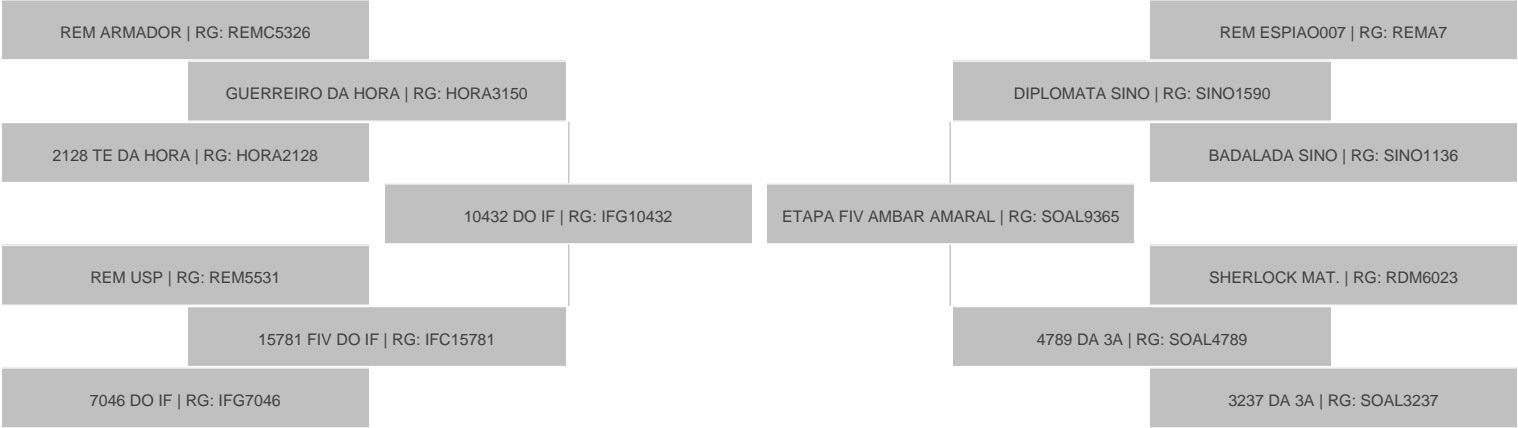 REM ARMADOR | RG: REMC5326
REM ESPIAO007 | RG: REMA7
GUERREIRO DA HORA | RG: HORA3150
DIPLOMATA SINO | RG: SINO1590
2128 TE DA HORA | RG: HORA2128
BADALADA SINO | RG: SINO1136
10432 DO IF | RG: IFG10432
ETAPA FIV AMBAR AMARAL | RG: SOAL9365
REM USP | RG: REM5531
SHERLOCK MAT. | RG: RDM6023
15781 FIV DO IF | RG: IFC15781
4789 DA 3A | RG: SOAL4789
7046 DO IF | RG: IFG7046
3237 DA 3A | RG: SOAL3237